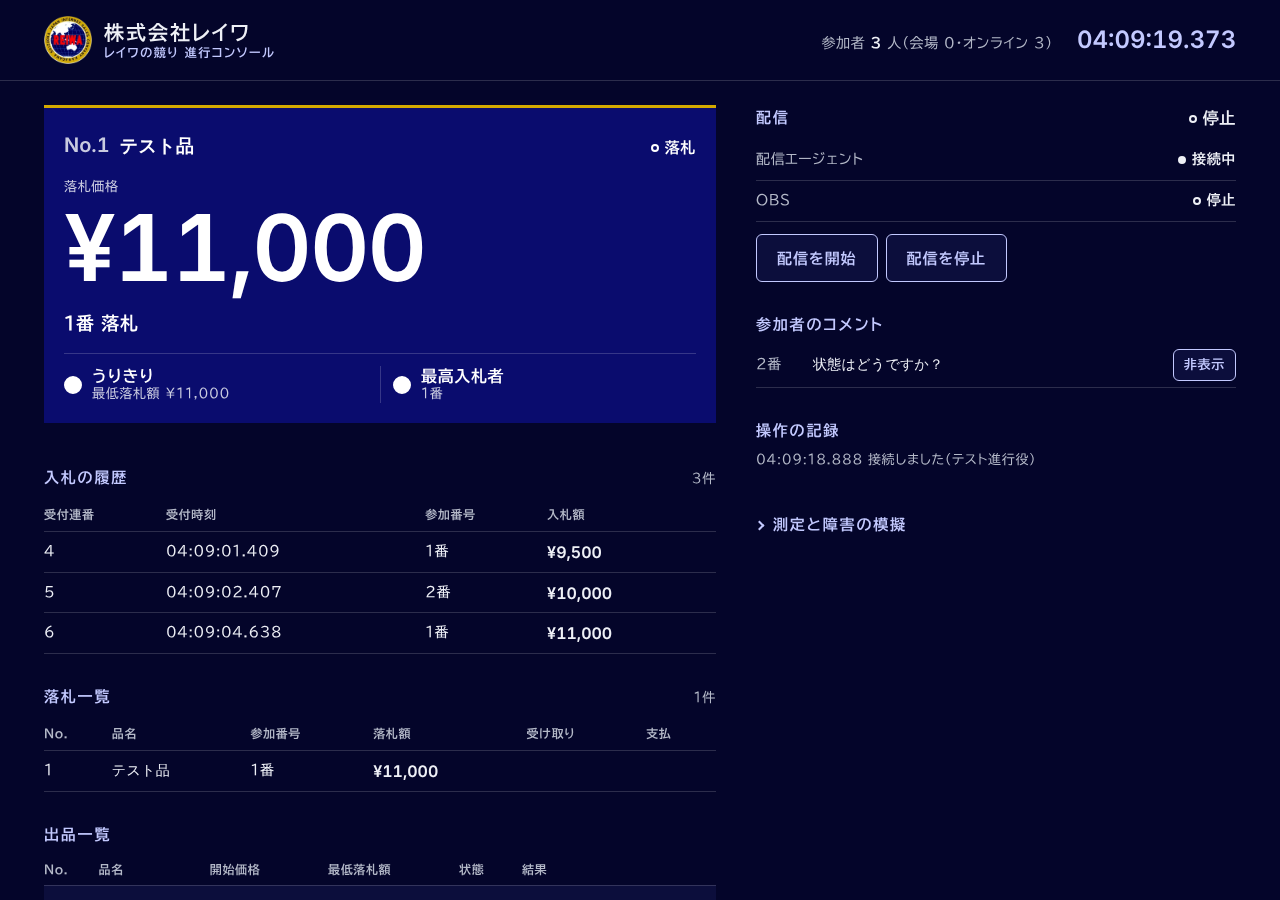 株式会社レイワ
レイワの競り 進行コンソール
参加者 3 人（会場 0・オンライン 3）
04:09:19.373
No.1 テスト品
落札
落札価格
¥11,000
1番 落札
うりきり
最低落札額 ¥11,000
最高入札者
1番
入札の履歴
3件
受付連番 受付時刻 参加番号 入札額
4 04:09:01.409 1番 ¥9,500
5 04:09:02.407 2番 ¥10,000
6 04:09:04.638 1番 ¥11,000
落札一覧
1件
No. 品名 参加番号 落札額 受け取り 支払
1 テスト品 1番 ¥11,000
出品一覧
No. 品名 開始価格 最低落札額 状態 結果
配信
停止
配信エージェント
接続中
OBS
停止
配信を開始
配信を停止
参加者のコメント
2番 状態はどうですか？
非表示
操作の記録
04:09:18.888 接続しました（テスト進行役）
測定と障害の模擬